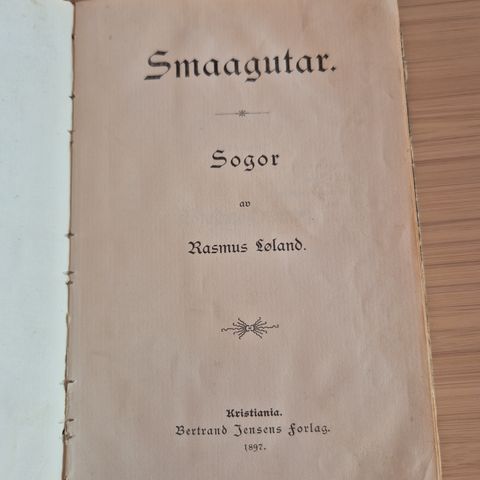 Smaagutar.
Sogor
av
Rasmus Løland.
Kristiania.
Bertrand Jensens Forlag.
1897.